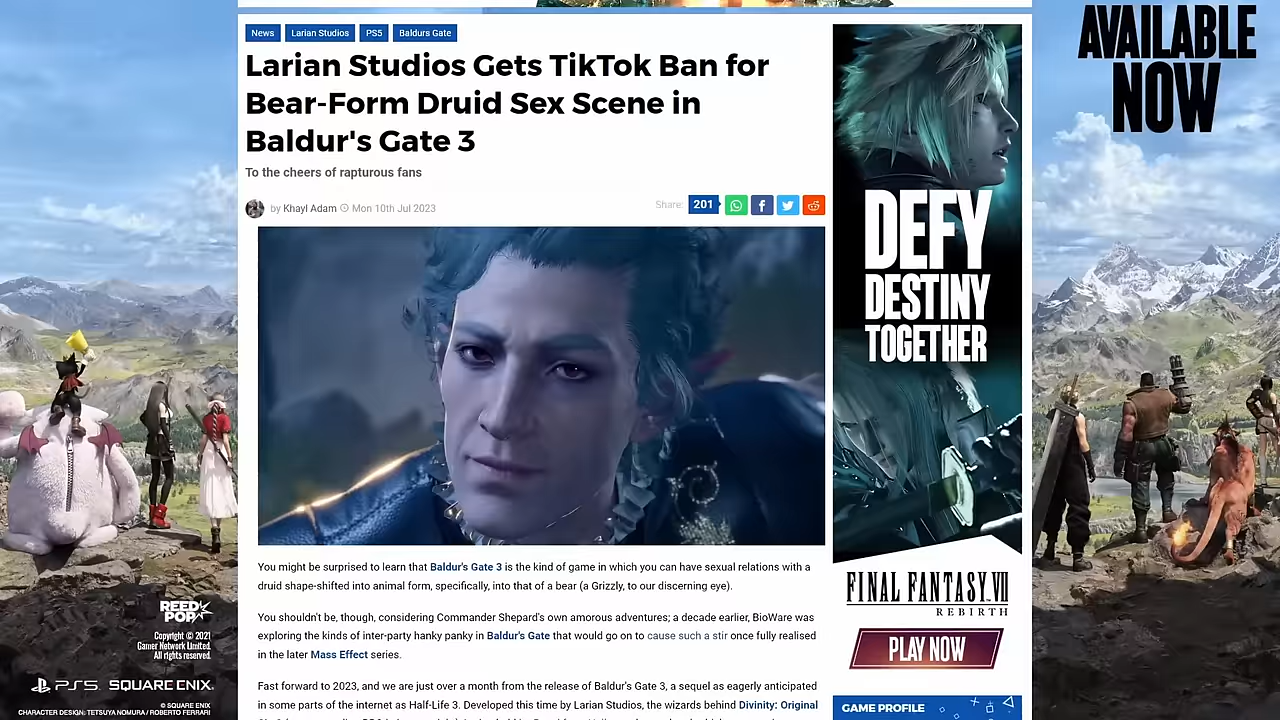 AVAILABLE
NOW
News
Larian Studios
PS5
Baldurs Gate
Larian Studios Gets TikTok Ban for
Bear-Form Druid Sex Scene in
Baldur's Gate 3
To the cheers of rapturous fans
by Khayl Adam Mon 10th Jul 2023
Share: 201
You might be surprised to learn that Baldur's Gate 3 is the kind of game in which you can have sexual relations with a
druid shape-shifted into animal form, specifically, into that of a bear (a Grizzly, to our discerning eye).
You shouldn't be, though, considering Commander Shepard's own amorous adventures; a decade earlier, BioWare was
exploring the kinds of inter-party hanky panky in Baldur's Gate that would go on to cause such a stir once fully realised
in the later Mass Effect series.
Fast forward to 2023, and we are just over a month from the release of Baldur's Gate 3, a sequel as eagerly anticipated
in some parts of the internet as Half-Life 3. Developed this time by Larian Studios, the wizards behind Divinity: Original
DEFY
DESTINY
TOGETHER
FINAL FANTASY VII
REBIRTH
PLAY NOW
GAME PROFILE
REED
POP
Copyright © 2021
Gamer Network Limited.
All rights reserved.
PS5 SQUARE ENIX.
© SQUARE ENIX
CHARACTER DESIGN: TETSUYA NOMURA / ROBERTO FERRARI